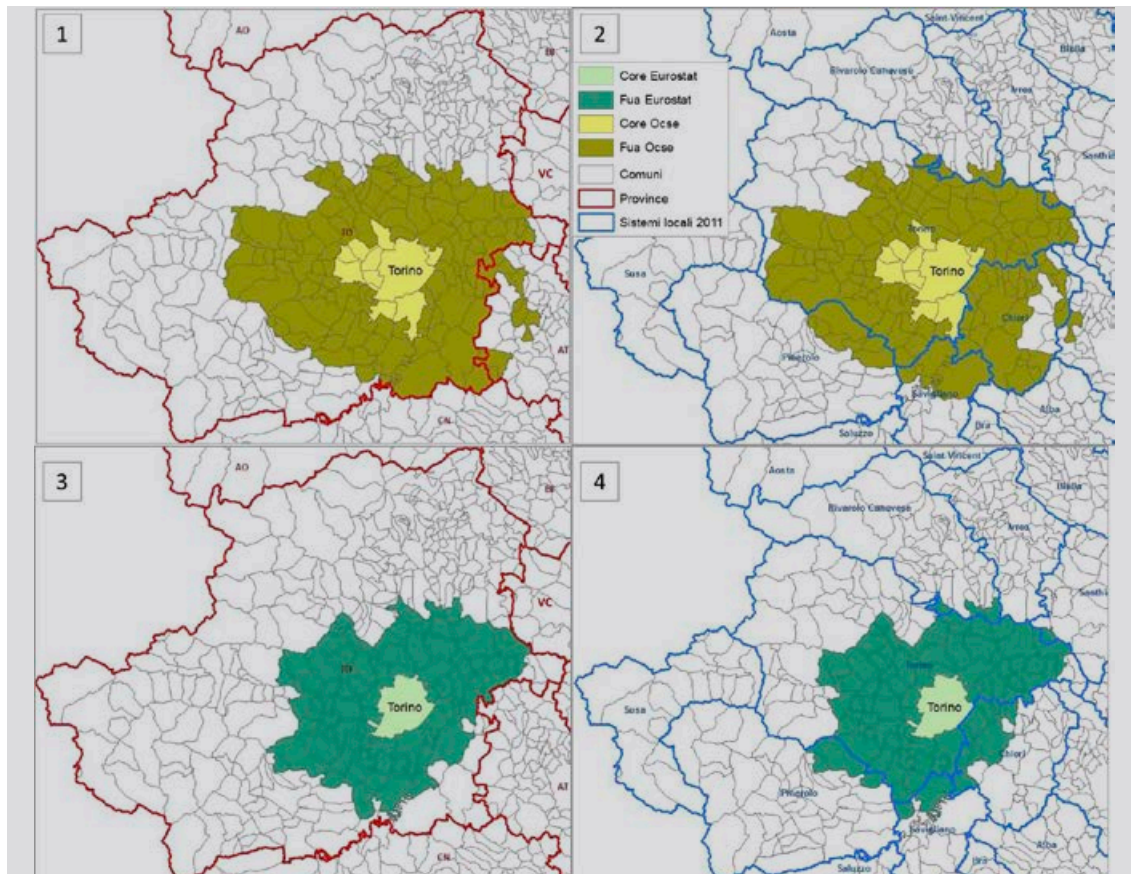 1
AO
BI
VC
TO
Torino
AT
CN
2
Saint-Vincent
Aosta
Biella
Rivarolo Canavese
Ivrea
Core Eurostat
Fua Eurostat
Core Ocse
Fua Ocse
Comuni
Province
Sistemi locali 2011
Torino
Torino
Susa
Chieri
Pinerolo
Savigliano
Alba
Bra
Saluzzo
3
AO
BI
VC
TO
Torino
AT
CN
4
Saint-Vincent
Aosta
Biella
Rivarolo Canavese
Ivrea
Torino
Torino
Susa
Chieri
Pinerolo
Savigliano
Alba
Bra
Saluzzo